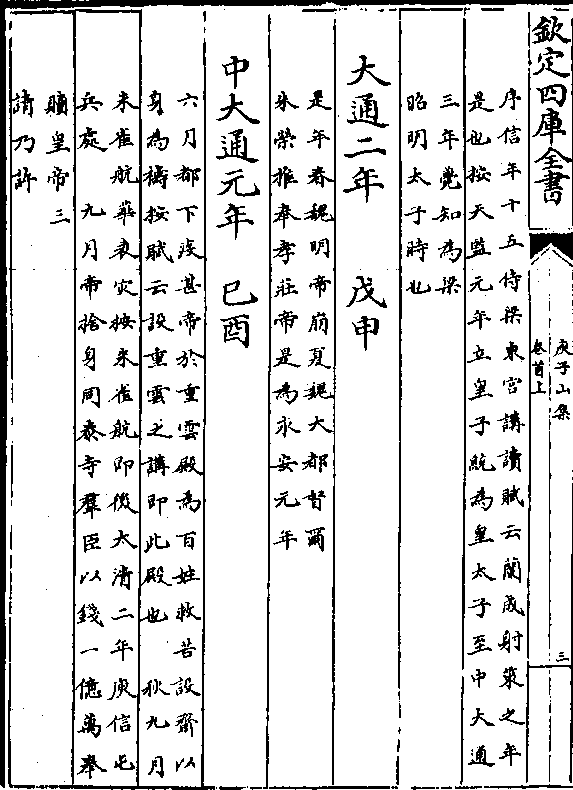 欽定四庫全書
庾子山集
卷首上
三
序信年十五侍梁東宮講讀賦云蘭成射策之年
是也按天監元年立皇子統為皇太子至中大通
三年薨知為梁
昭明太子時也
大通二年 戊申
是年春魏明帝崩夏魏大都督爾
朱榮推奉孝莊帝是為永安元年
中大通元年 己酉
六月都下疫甚帝於重雲殿為百姓救苦設齋以
身為禱按賦云設重雲之講即此殿也 秋九月
朱雀航華表災按朱雀航即後太清二年庾信屯
兵處 九月帝捨身同泰寺羣臣以錢一億萬奉
贖皇帝三
請乃許